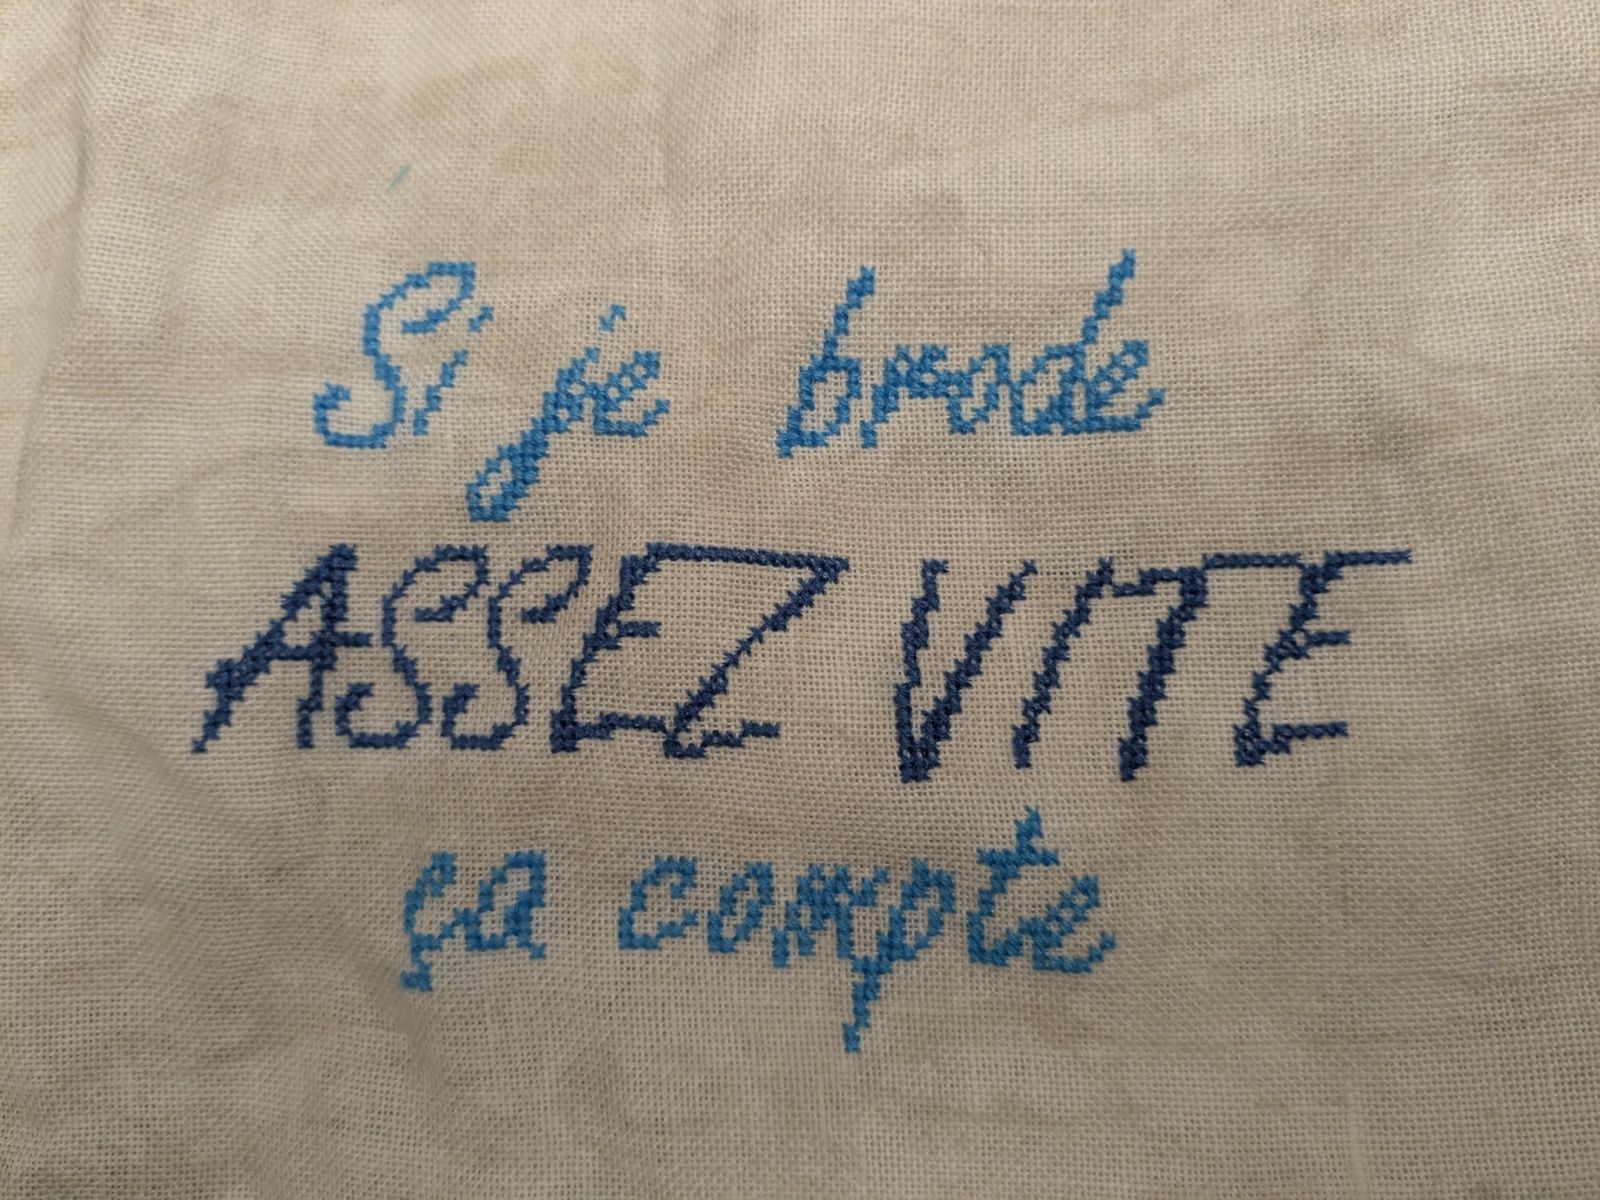 Si je brode
ASSEZ VITE
ça compte